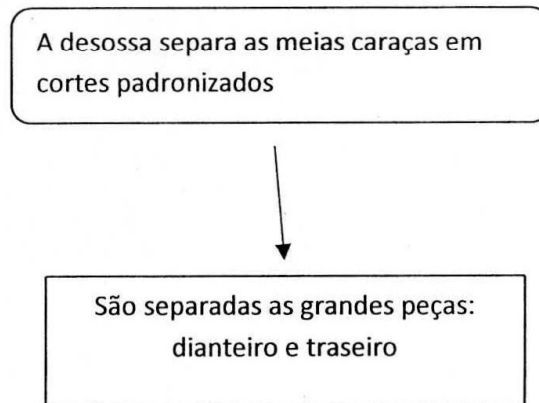 A desossa separa as meias caraças em
cortes padronizados
São separadas as grandes peças:
dianteiro e traseiro